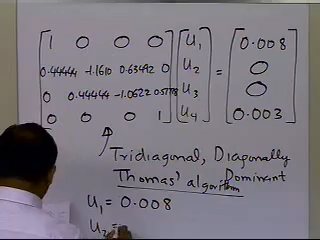 1 0 0 0 U1 0.008
0.44444 -1.1610 0.63492 0 U2 = 0
0 0.44444 -1.0622 0.5778 U3 0
0 0 0 1 U4 0.003
Tridiagonal, Diagonally
Dominant
Thomas' algorithm
U1 = 0.008
U2 =